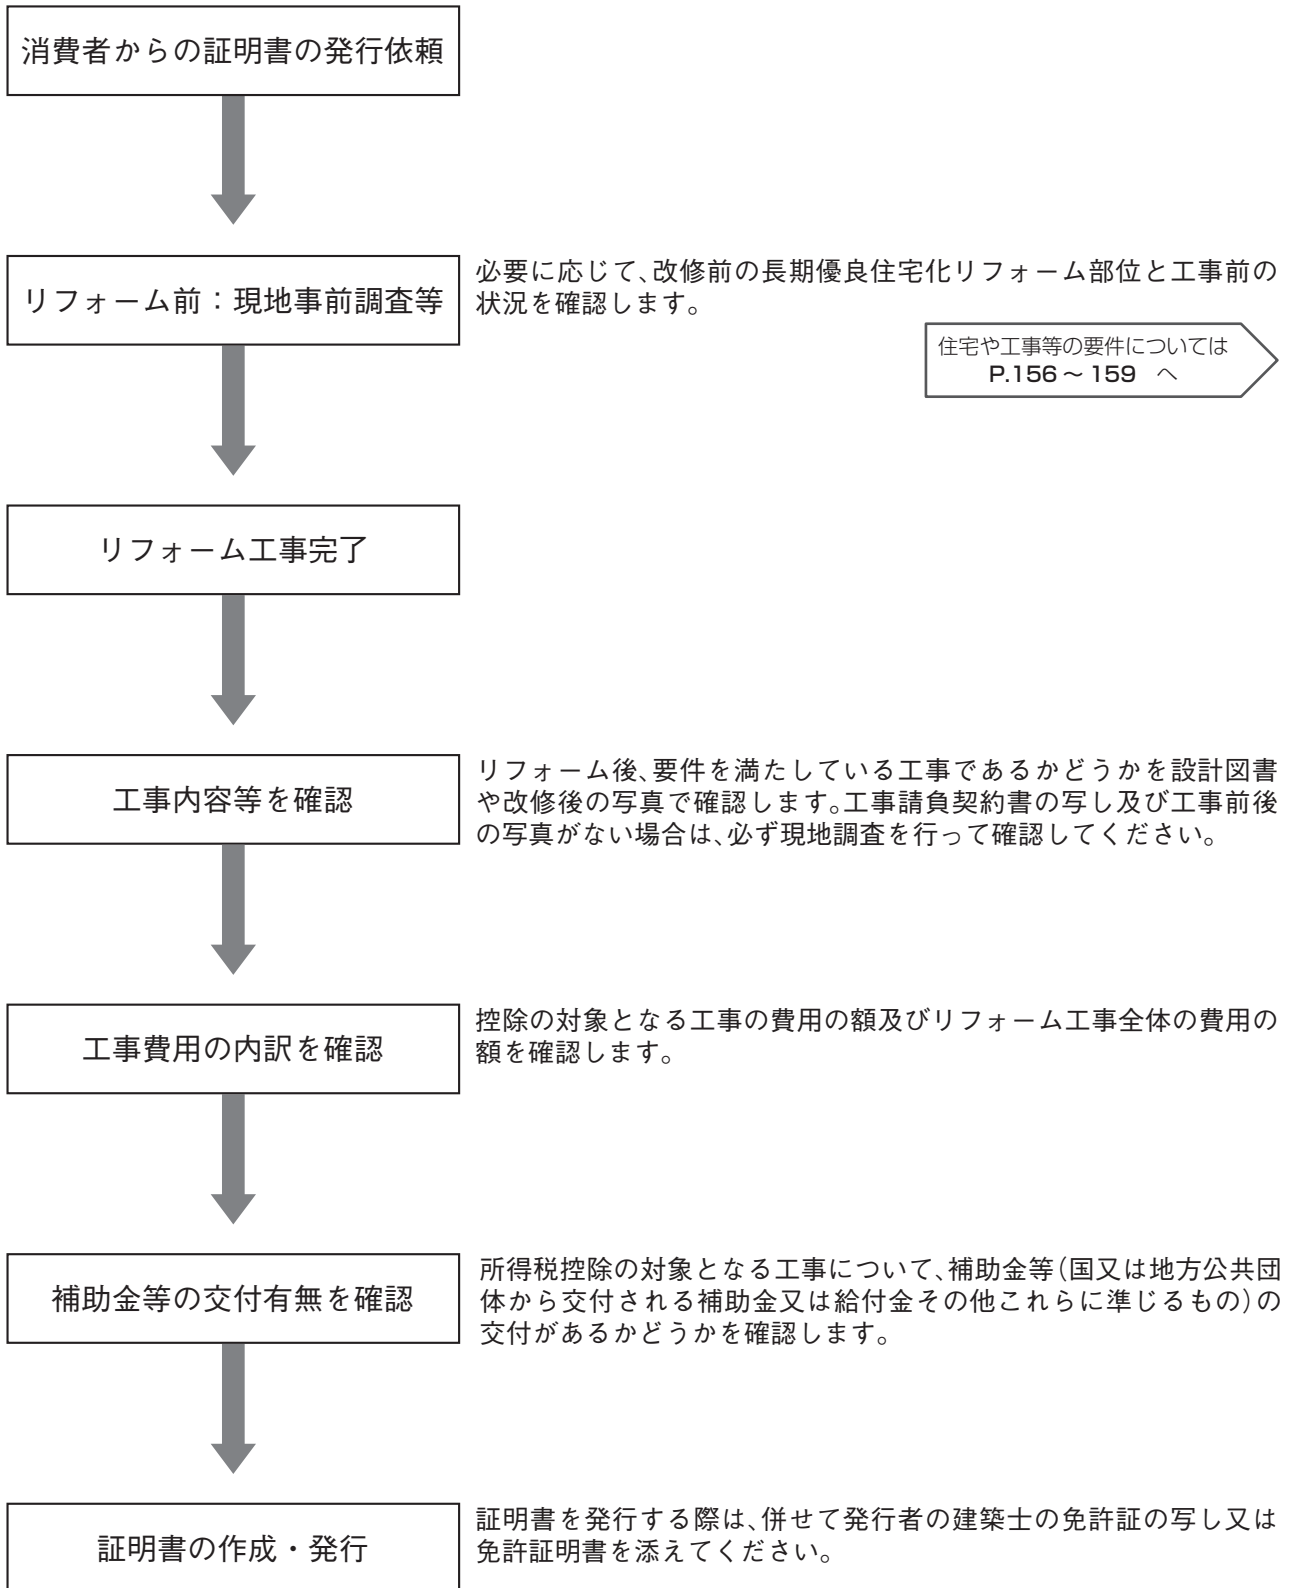 消費者からの証明書の発行依頼
リフォーム前：現地事前調査等
必要に応じて、改修前の長期優良住宅化リフォーム部位と工事前の
状況を確認します。
住宅や工事等の要件については
P.156～159 へ
リフォーム工事完了
工事内容等を確認
リフォーム後、要件を満たしている工事であるかどうかを設計図書
や改修後の写真で確認します。工事請負契約書の写し及び工事前後
の写真がない場合は、必ず現地調査を行って確認してください。
工事費用の内訳を確認
控除の対象となる工事の費用の額及びリフォーム工事全体の費用の
額を確認します。
補助金等の交付有無を確認
所得税控除の対象となる工事について、補助金等（国又は地方公共団
体から交付される補助金又は給付金その他これらに準じるもの）の
交付があるかどうかを確認します。
証明書の作成・発行
証明書を発行する際は、併せて発行者の建築士の免許証の写し又は
免許証明書を添えてください。